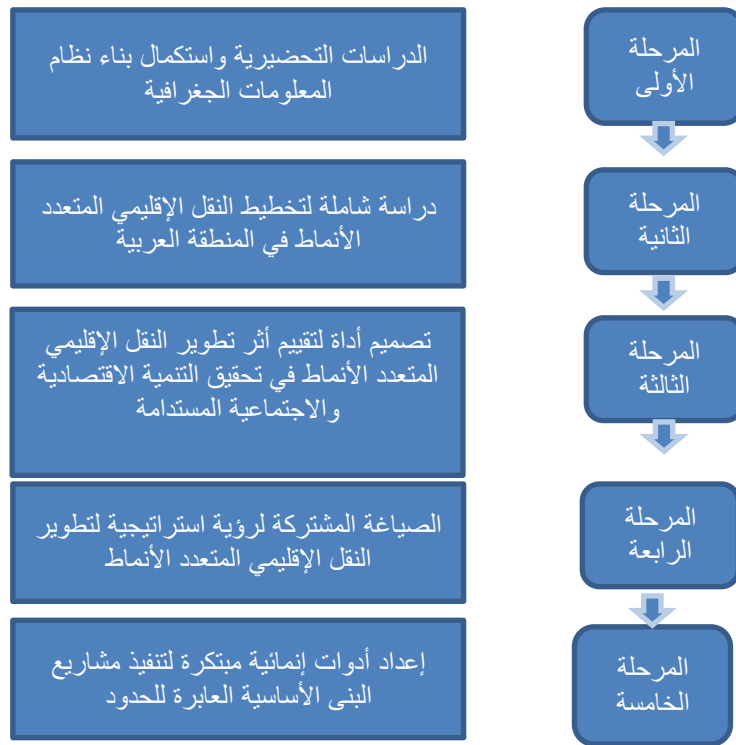 المرحلة
الأولى
الدراسات التحضيرية واستكمال بناء نظام
المعلومات الجغرافية
المرحلة
الثانية
دراسة شاملة لتخطيط النقل الإقليمي المتعدد
الأنماط في المنطقة العربية
المرحلة
الثالثة
تصميم أداة لتقييم أثر تطوير النقل الإقليمي
المتعدد الأنماط في تحقيق التنمية الاقتصادية
والاجتماعية المستدامة
المرحلة
الرابعة
الصياغة المشتركة لرؤية استراتيجية لتطوير
النقل الإقليمي المتعدد الأنماط
المرحلة
الخامسة
إعداد أدوات إنمائية مبتكرة لتنفيذ مشاريع
البنى الأساسية العابرة للحدود